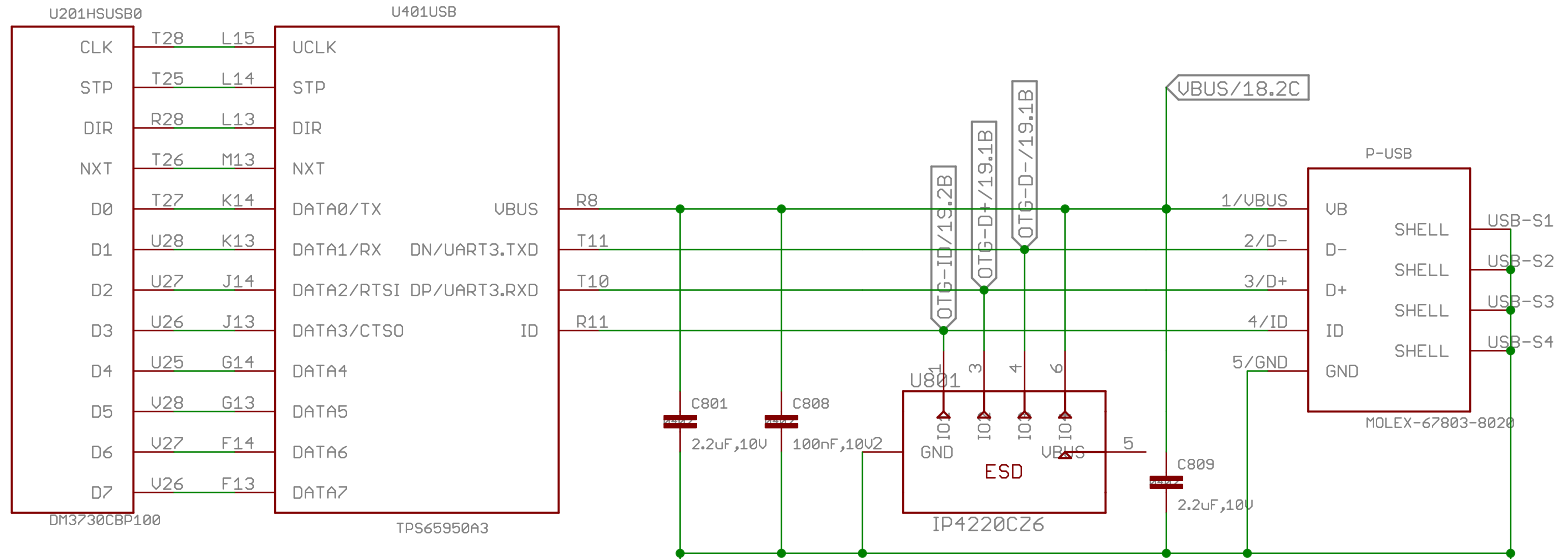 U201HSUSB0
U401USB
CLK T28 L15 UCLK
STP T25 L14 STP
DIR R28 L13 DIR
NXT T26 M13 NXT
D0 T27 K14 DATA0/TX VBUS R8
D1 U28 K13 DATA1/RX DN/UART3.TXD T11
D2 U27 J14 DATA2/RTSI DP/UART3.RXD T10
D3 U26 J13 DATA3/CTSO ID R11
D4 U25 G14 DATA4
D5 V28 G13 DATA5
D6 V27 F14 DATA6
D7 V26 F13 DATA7
DM3730CBP100
TPS65950A3
OTG-ID/19.2B
OTG-D+/19.1B
OTG-D-/19.1B
VBUS/18.2C
P-USB
1/VBUS VB
2/D- D-
3/D+ D+
4/ID ID
5/GND GND
SHELL USB-S1
SHELL USB-S2
SHELL USB-S3
SHELL USB-S4
MOLEX-67803-8020
C801
2.2uF,10V
C808
100nF,10V2
U801
1 3 4 6
IO1 IO2 IO3 IO4
GND VBUS 5
ESD
IP4220CZ6
C809
2.2uF,10V